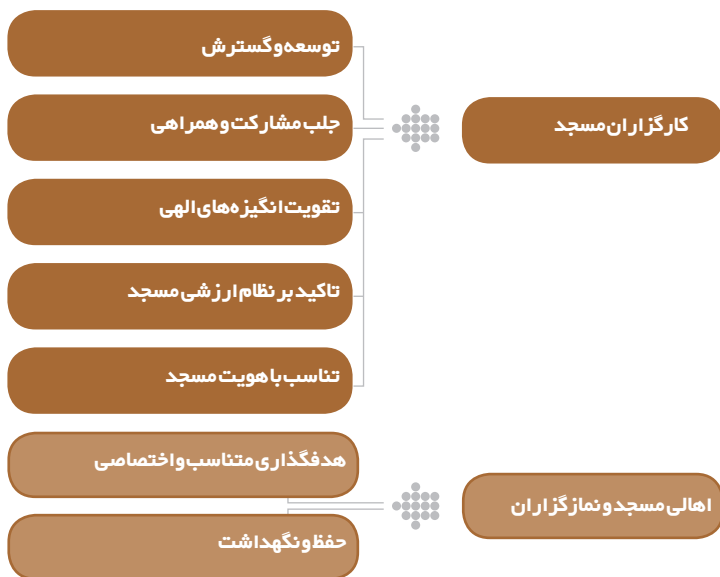 کارگزاران مسجد
توسعه و گسترش
جلب مشارکت و همراهی
تقویت انگیزه‌های الهی
تاکید بر نظام ارزشی مسجد
تناسب با هویت مسجد
اهالی مسجد و نمازگزاران
هدفگذاری متناسب و اختصاصی
حفظ و نگهداشت